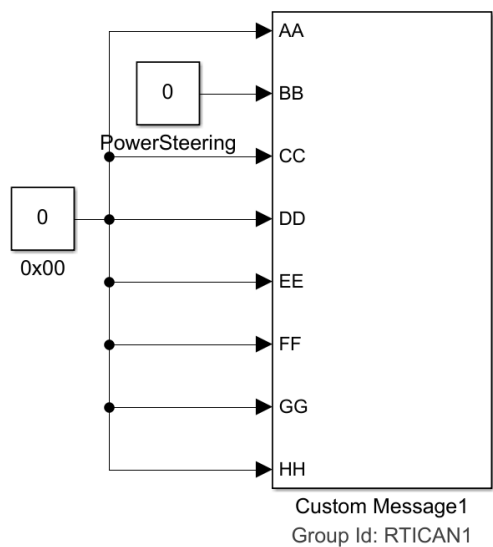 AA
0
BB
PowerSteering
CC
0
DD
0x00
EE
FF
GG
HH
Custom Message1
Group Id: RTICAN1